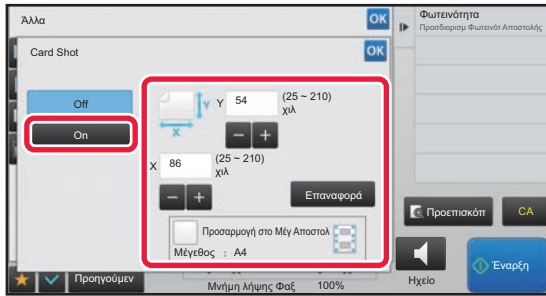 Άλλα
OK
Φωτεινότητα
Προσδιορισμ Φωτεινότ Αποστολής
Card Shot
OK
Off
On
Y
X
Y
54
(25 ~ 210)
χιλ
X
86
(25 ~ 210)
χιλ
Επαναφορά
Προσαρμογή στο Μέγ Αποστολ
Μέγεθος : A4
Προεπισκόπ
CA
Προηγούμεν
Μνήμη λήψης Φαξ 100%
Ηχείο
Έναρξη